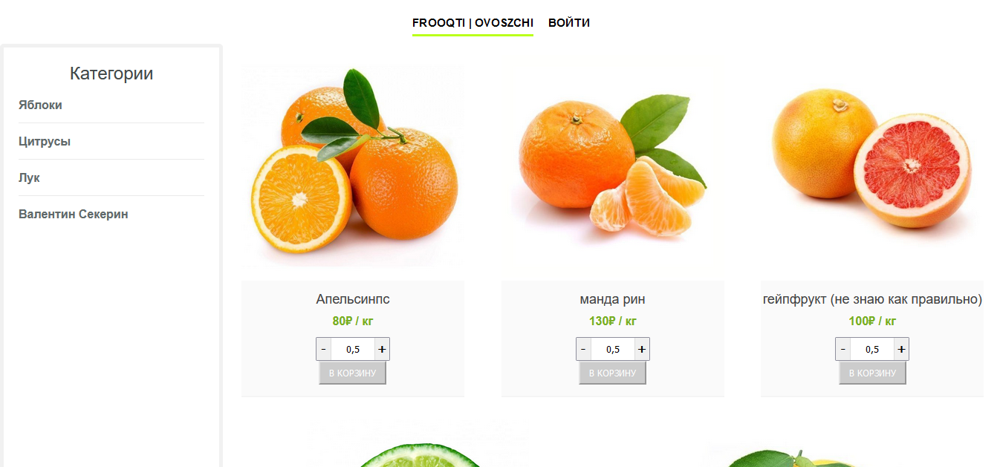 FROOQTI | OVOSZCHI ВОЙТИ
Категории
Яблоки
Цитрусы
Лук
Валентин Секерин
Апельсинпс
80₽ / кг
- 0,5 +
В КОРЗИНУ
манда рин
130₽ / кг
- 0,5 +
В КОРЗИНУ
гейпфрукт (не знаю как правильно)
100₽ / кг
- 0,5 +
В КОРЗИНУ